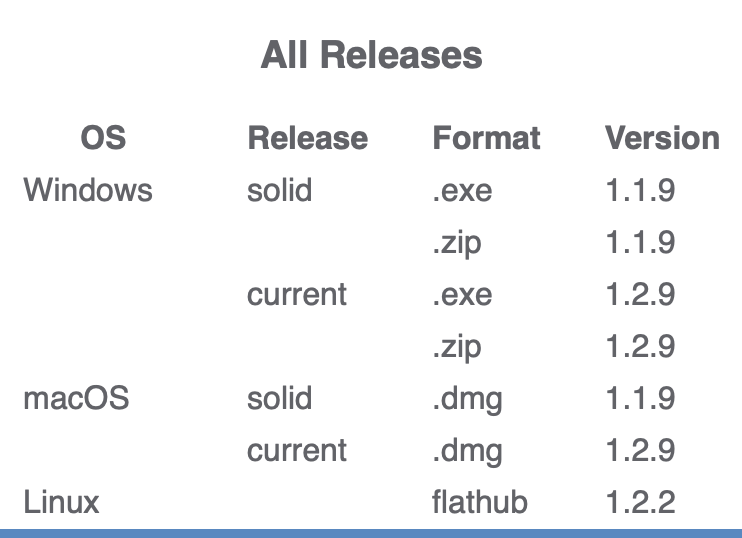 All Releases
OS Release Format Version
Windows solid .exe 1.1.9
.zip 1.1.9
current .exe 1.2.9
.zip 1.2.9
macOS solid .dmg 1.1.9
current .dmg 1.2.9
Linux flathub 1.2.2